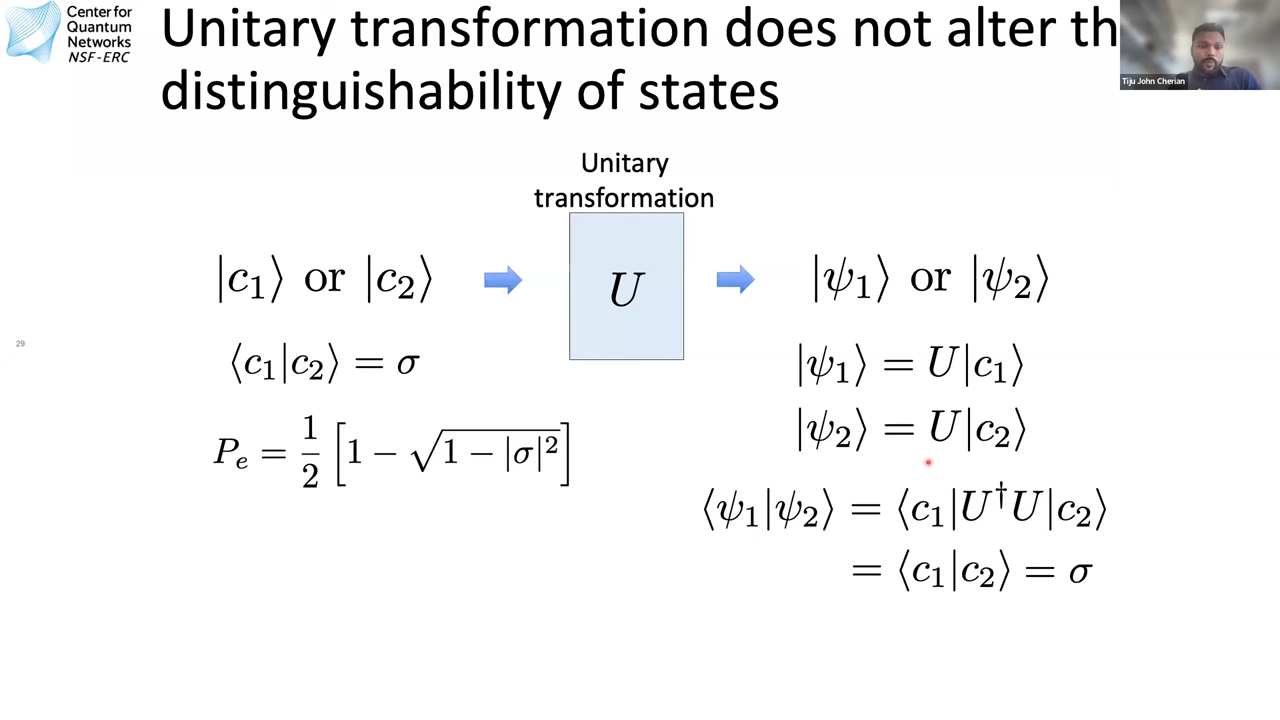 Center for
Quantum
Networks
NSF-ERC
Unitary transformation does not alter th
distinguishability of states
Tiju John Cherian
Unitary
transformation
|c₁⟩ or |c₂⟩
U
|ψ₁⟩ or |ψ₂⟩
29
⟨c₁|c₂⟩ = σ
|ψ₁⟩ = U|c₁⟩
|ψ₂⟩ = U|c₂⟩
Pₑ = 1/2 [1 − √(1 − |σ|²)]
⟨ψ₁|ψ₂⟩ = ⟨c₁|U†U|c₂⟩
= ⟨c₁|c₂⟩ = σ